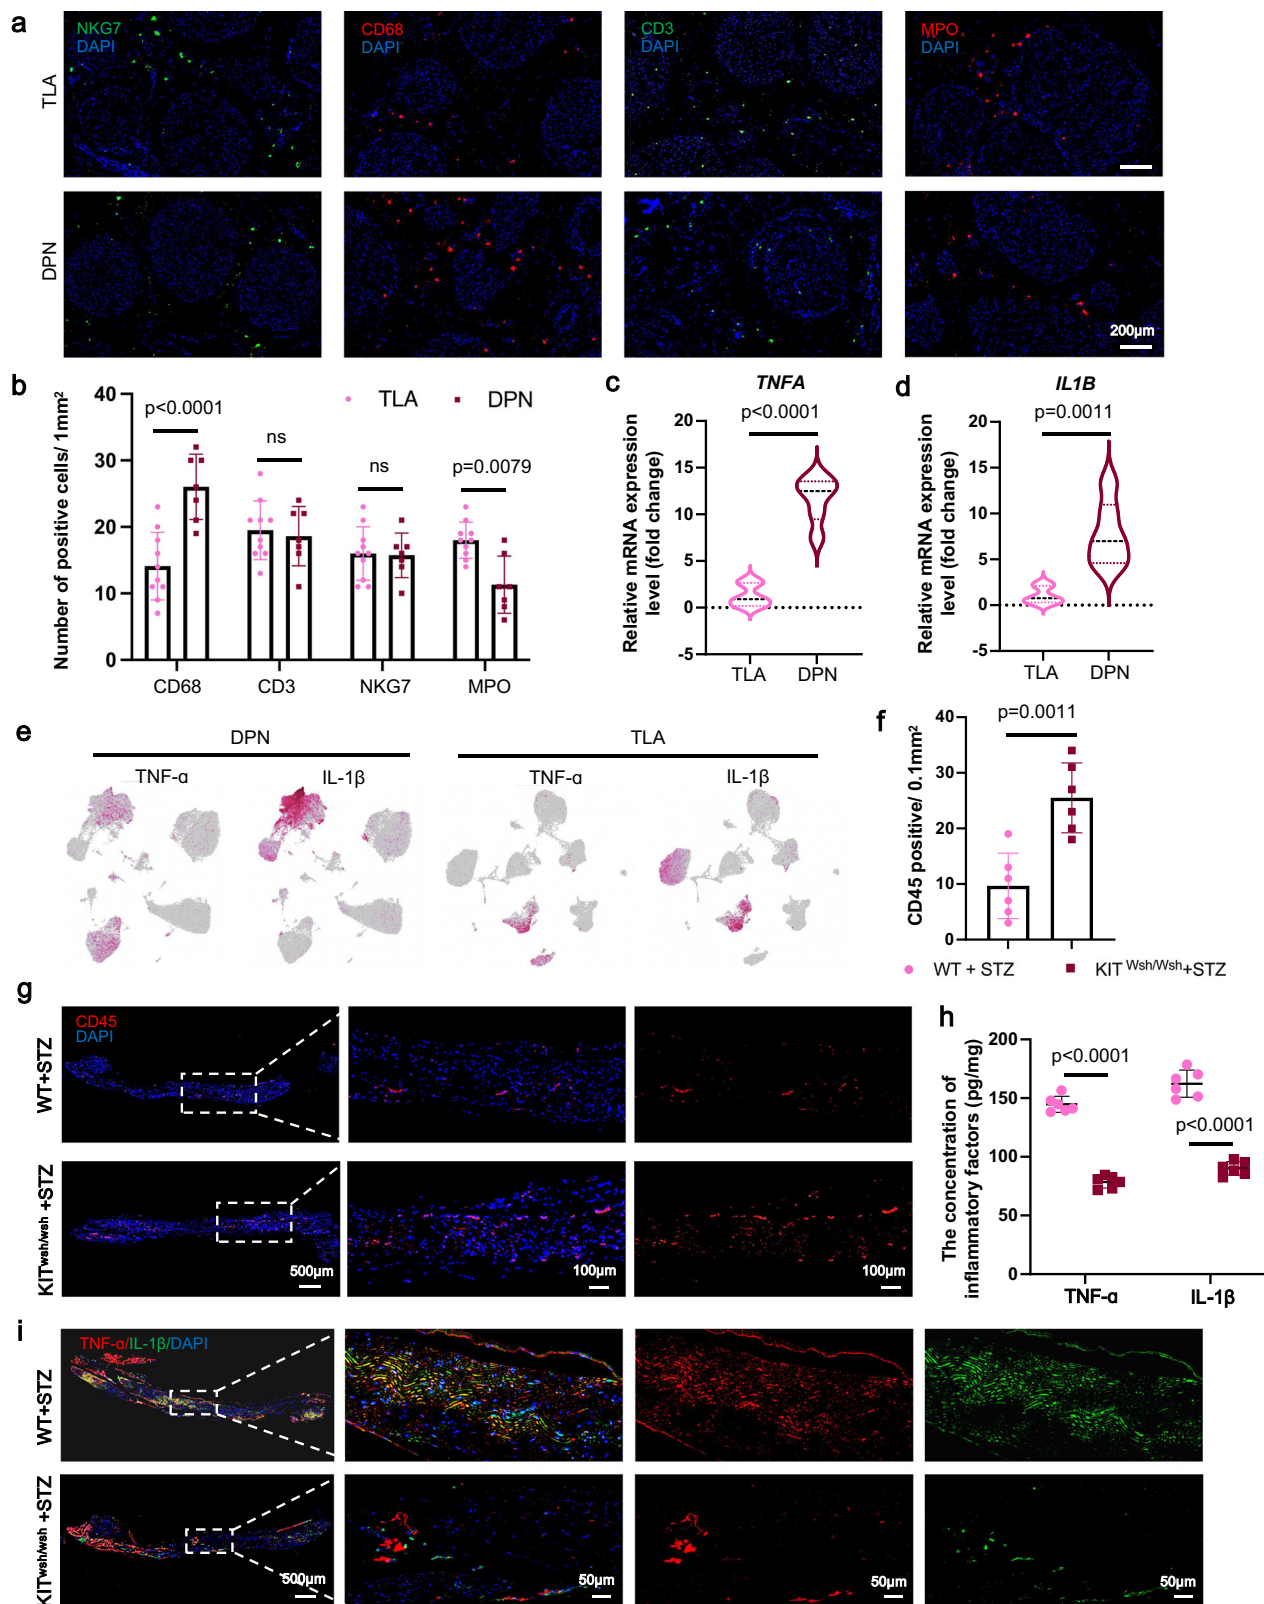 a
NKG7
DAPI
CD68
DAPI
CD3
DAPI
MPO
DAPI
TLA
DPN
200μm
b
Number of positive cells/ 1mm²
40
30
20
10
0
p<0.0001
ns
ns
p=0.0079
TLA
DPN
CD68
CD3
NKG7
MPO
c
TNFA
p<0.0001
Relative mRNA expression
level (fold change)
20
15
10
5
0
-5
TLA
DPN
d
IL1B
p=0.0011
Relative mRNA expression
level (fold change)
20
15
10
5
0
-5
TLA
DPN
e
DPN
TLA
TNF-α
IL-1β
TNF-α
IL-1β
f
p=0.0011
CD45 positive/ 0.1mm²
40
30
20
10
0
WT + STZ
KIT Wsh/Wsh+STZ
g
CD45
DAPI
WT+STZ
KITwsh/wsh +STZ
500μm
100μm
100μm
h
The concentration of
inflammatory factors (pg/mg)
200
150
100
50
0
p<0.0001
p<0.0001
TNF-α
IL-1β
i
TNF-α/IL-1β/DAPI
WT+STZ
KITwsh/wsh +STZ
500μm
50μm
50μm
50μm